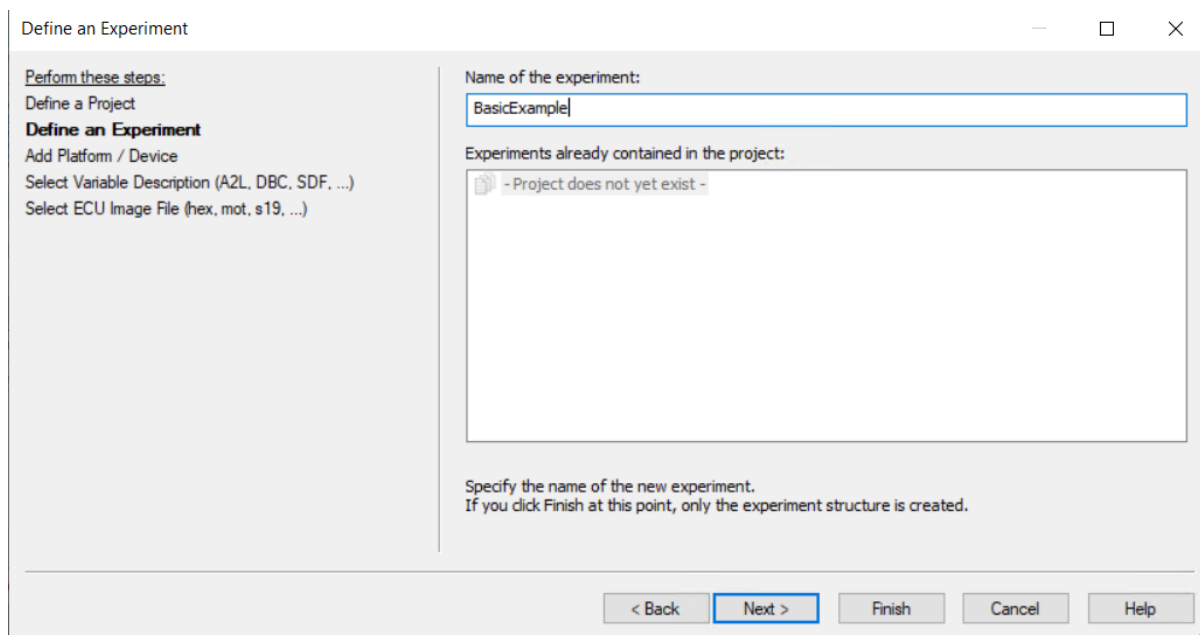 Define an Experiment
Perform these steps:
Define a Project
Define an Experiment
Add Platform / Device
Select Variable Description (A2L, DBC, SDF, ...)
Select ECU Image File (hex, mot, s19, ...)
Name of the experiment:
BasicExample
Experiments already contained in the project:
- Project does not yet exist -
Specify the name of the new experiment.
If you click Finish at this point, only the experiment structure is created.
< Back
Next >
Finish
Cancel
Help